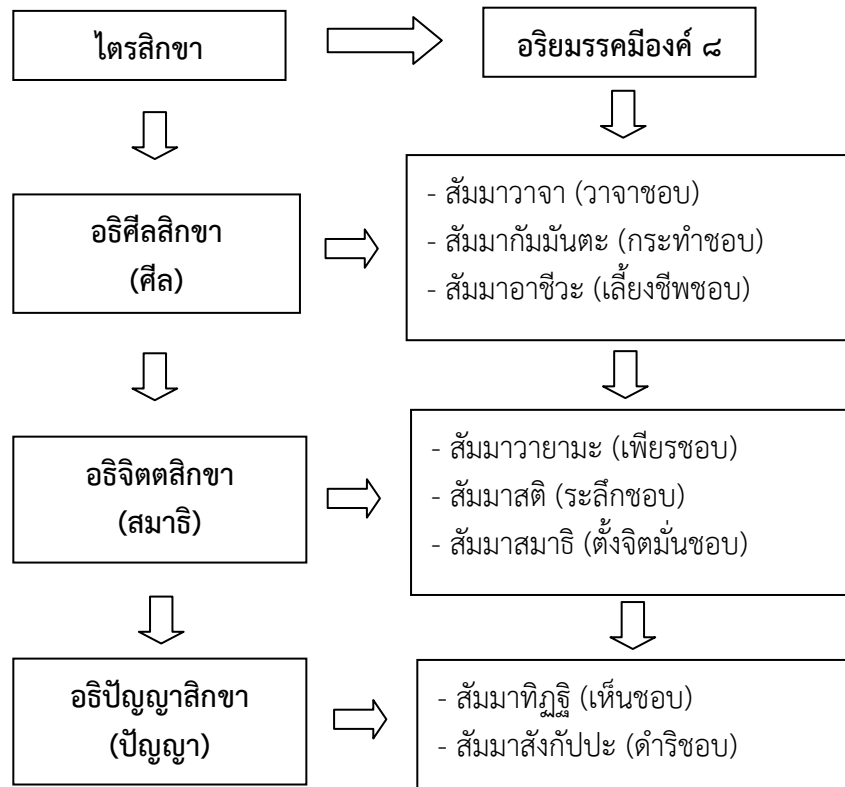 ไตรสิกขา
อริยมรรคมีองค์ ๘
อธิศีลสิกขา
(ศีล)
- สัมมาวาจา (วาจาชอบ)
- สัมมากัมมันตะ (กระทำชอบ)
- สัมมาอาชีวะ (เลี้ยงชีพชอบ)
อธิจิตตสิกขา
(สมาธิ)
- สัมมาวายามะ (เพียรชอบ)
- สัมมาสติ (ระลึกชอบ)
- สัมมาสมาธิ (ตั้งจิตมั่นชอบ)
อธิปัญญาสิกขา
(ปัญญา)
- สัมมาทิฏฐิ (เห็นชอบ)
- สัมมาสังกัปปะ (ดำริชอบ)